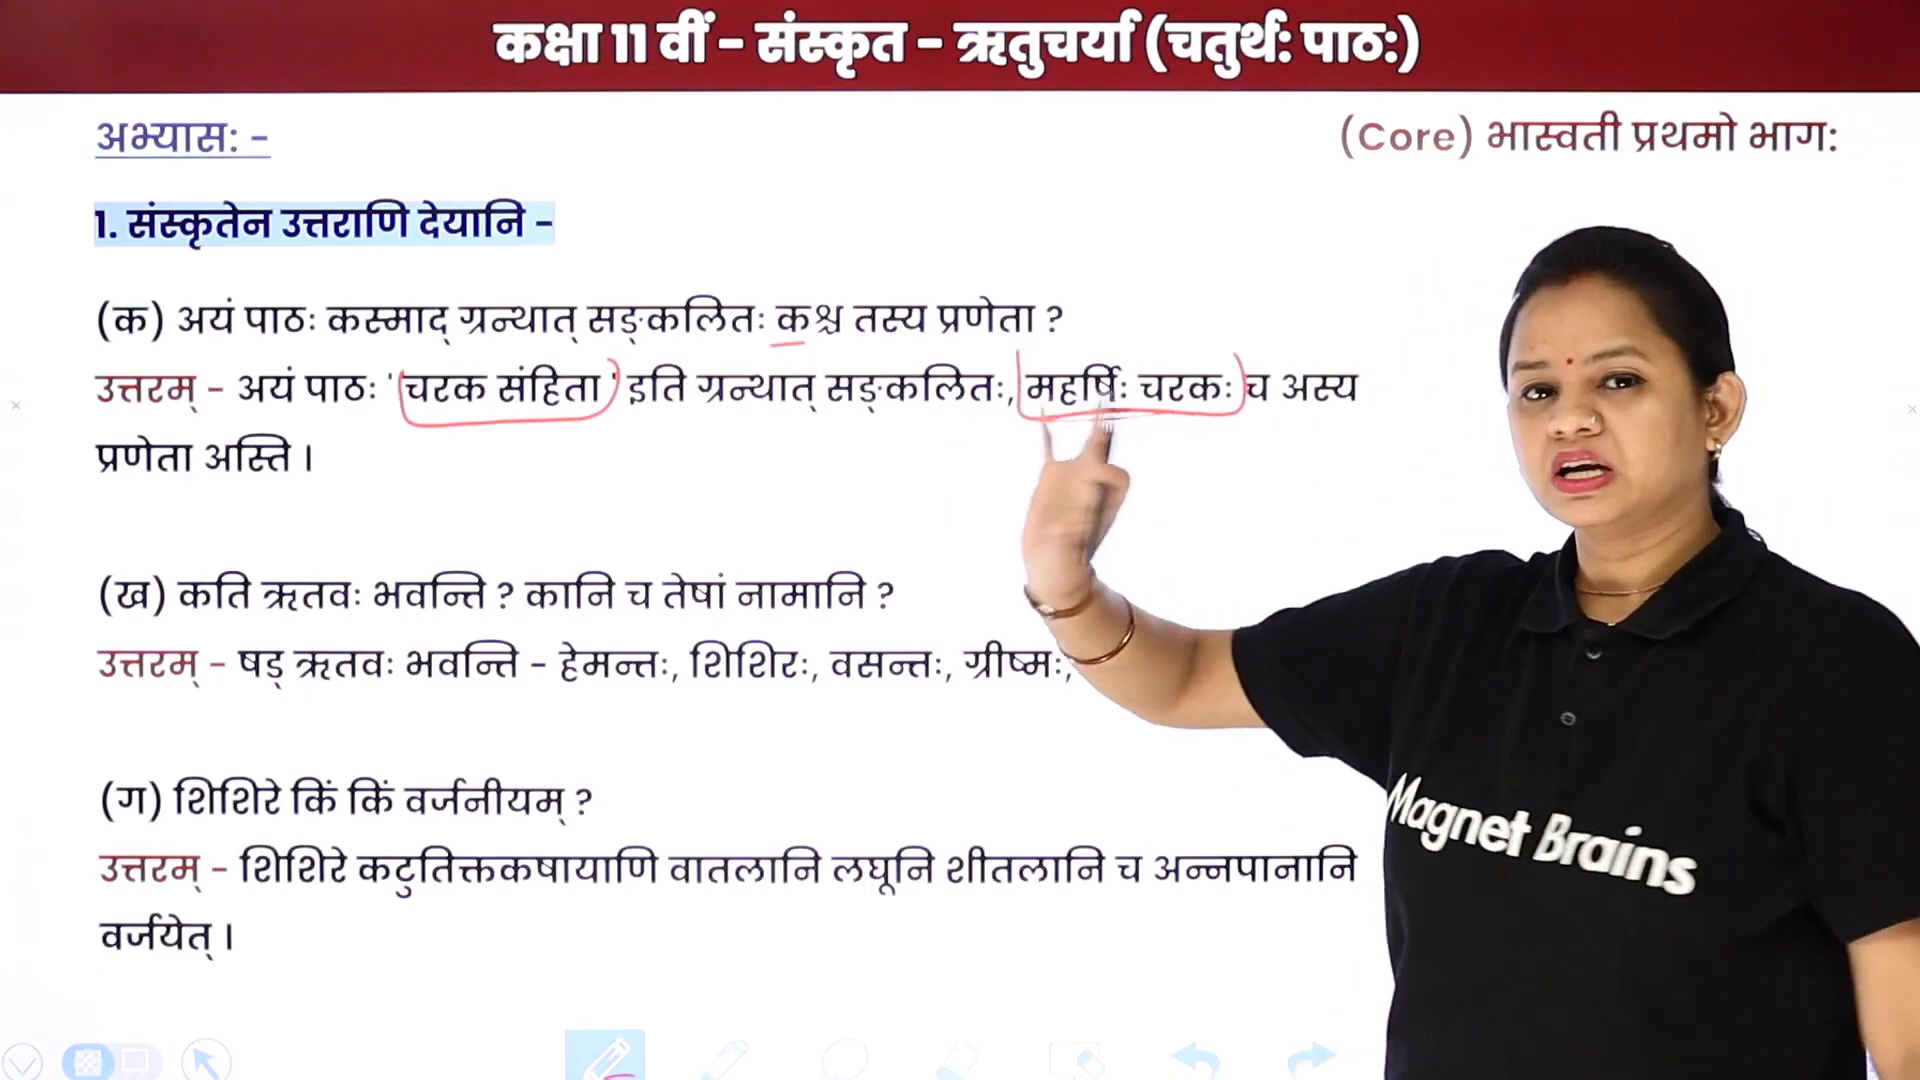 कक्षा 11 वीं - संस्कृत - ऋतुचर्या (चतुर्थ: पाठ:)
अभ्यास: -
(Core) भास्वती प्रथमो भाग:
1. संस्कृतेन उत्तराणि देयानि -
(क) अयं पाठः कस्माद् ग्रन्थात् सङ्कलितः कश्च तस्य प्रणेता ?
उत्तरम् - अयं पाठः 'चरक संहिता' इति ग्रन्थात् सङ्कलितः, महर्षिः चरकः च अस्य
प्रणेता अस्ति ।
(ख) कति ऋतवः भवन्ति ? कानि च तेषां नामानि ?
उत्तरम् - षड् ऋतवः भवन्ति - हेमन्तः, शिशिरः, वसन्तः, ग्रीष्मः,
(ग) शिशिरे किं किं वर्जनीयम् ?
उत्तरम् - शिशिरे कटुतिक्तकषायाणि वातलानि लघूनि शीतलानि च अन्नपानानि
वर्जयेत् ।
Magnet Brains